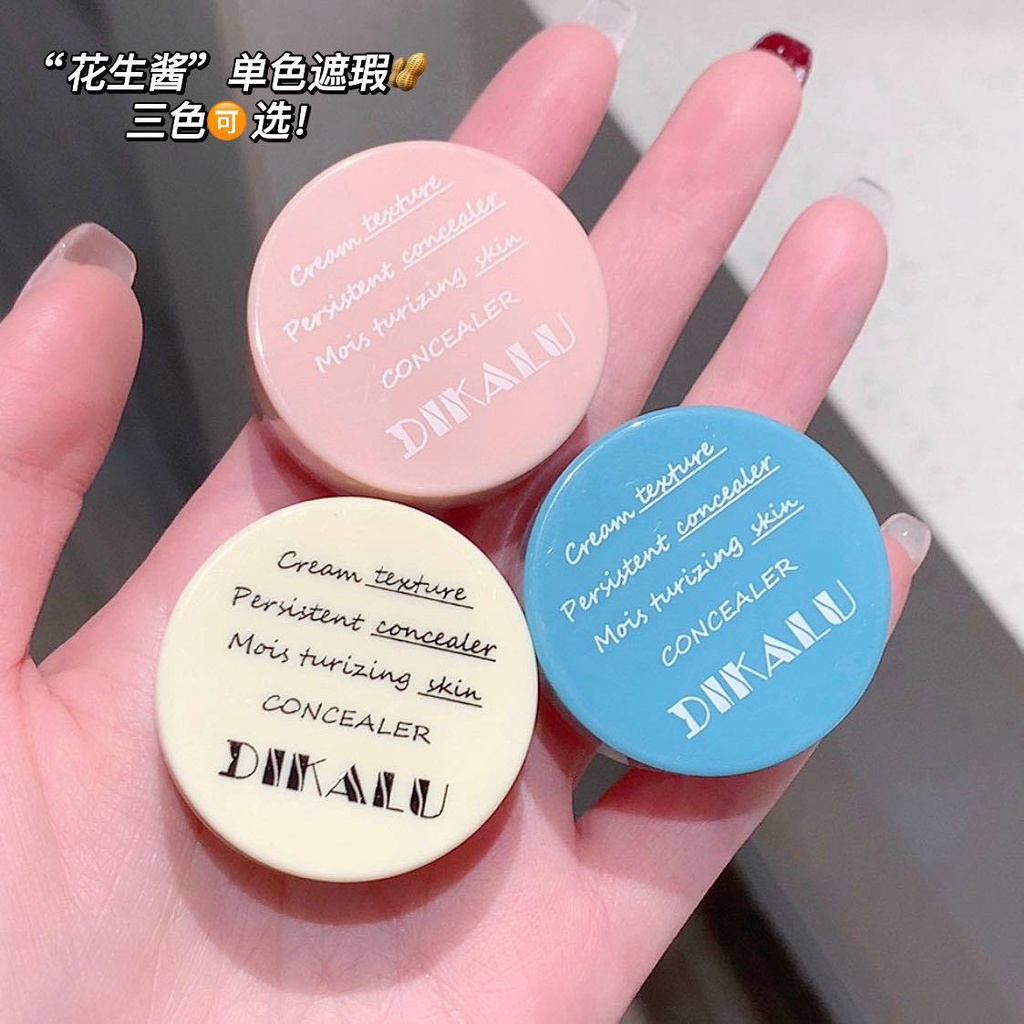 “花生酱”单色遮瑕🥜
三色🉑选!
Cream texture
Persistent concealer
Mois turizing skin
CONCEALER
DIKALU
Cream texture
Persistent concealer
Mois turizing skin
CONCEALER
DIKALU
Cream texture
Persistent concealer
Mois turizing skin
CONCEALER
DIKALU